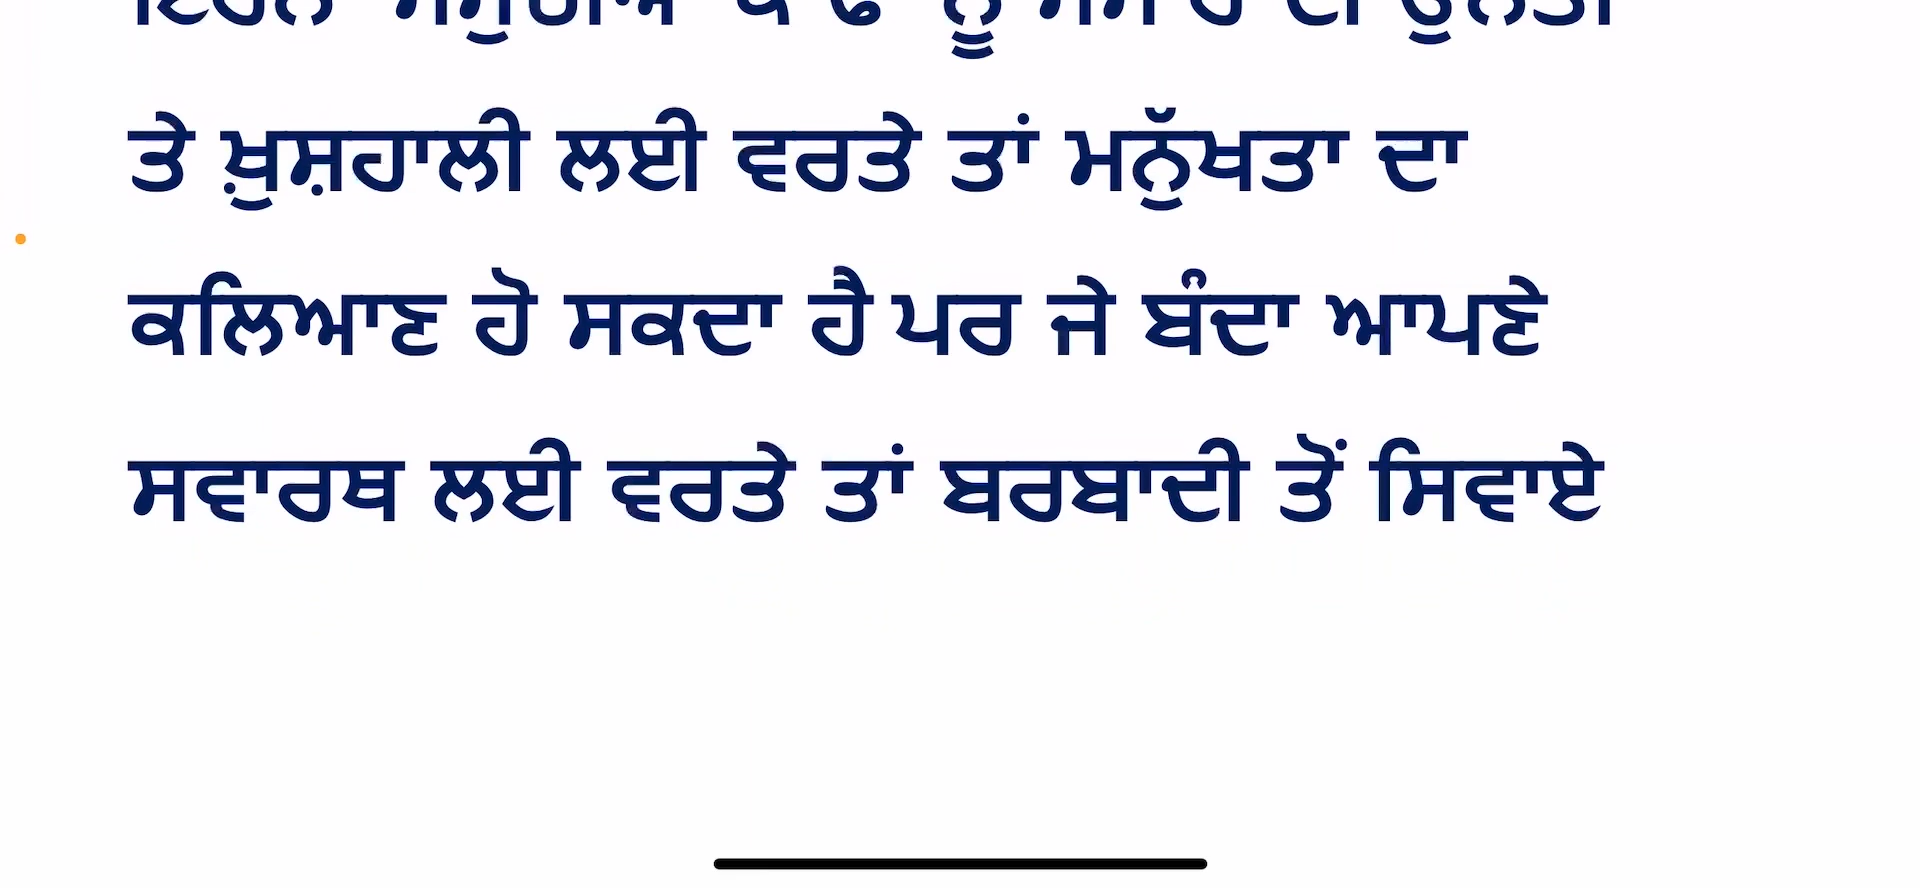 ਤੇ ਖ਼ੁਸ਼ਹਾਲੀ ਲਈ ਵਰਤੇ ਤਾਂ ਮਨੁੱਖਤਾ ਦਾ
ਕਲਿਆਣ ਹੋ ਸਕਦਾ ਹੈ ਪਰ ਜੇ ਬੰਦਾ ਆਪਣੇ
ਸਵਾਰਥ ਲਈ ਵਰਤੇ ਤਾਂ ਬਰਬਾਦੀ ਤੋਂ ਸਿਵਾਏ